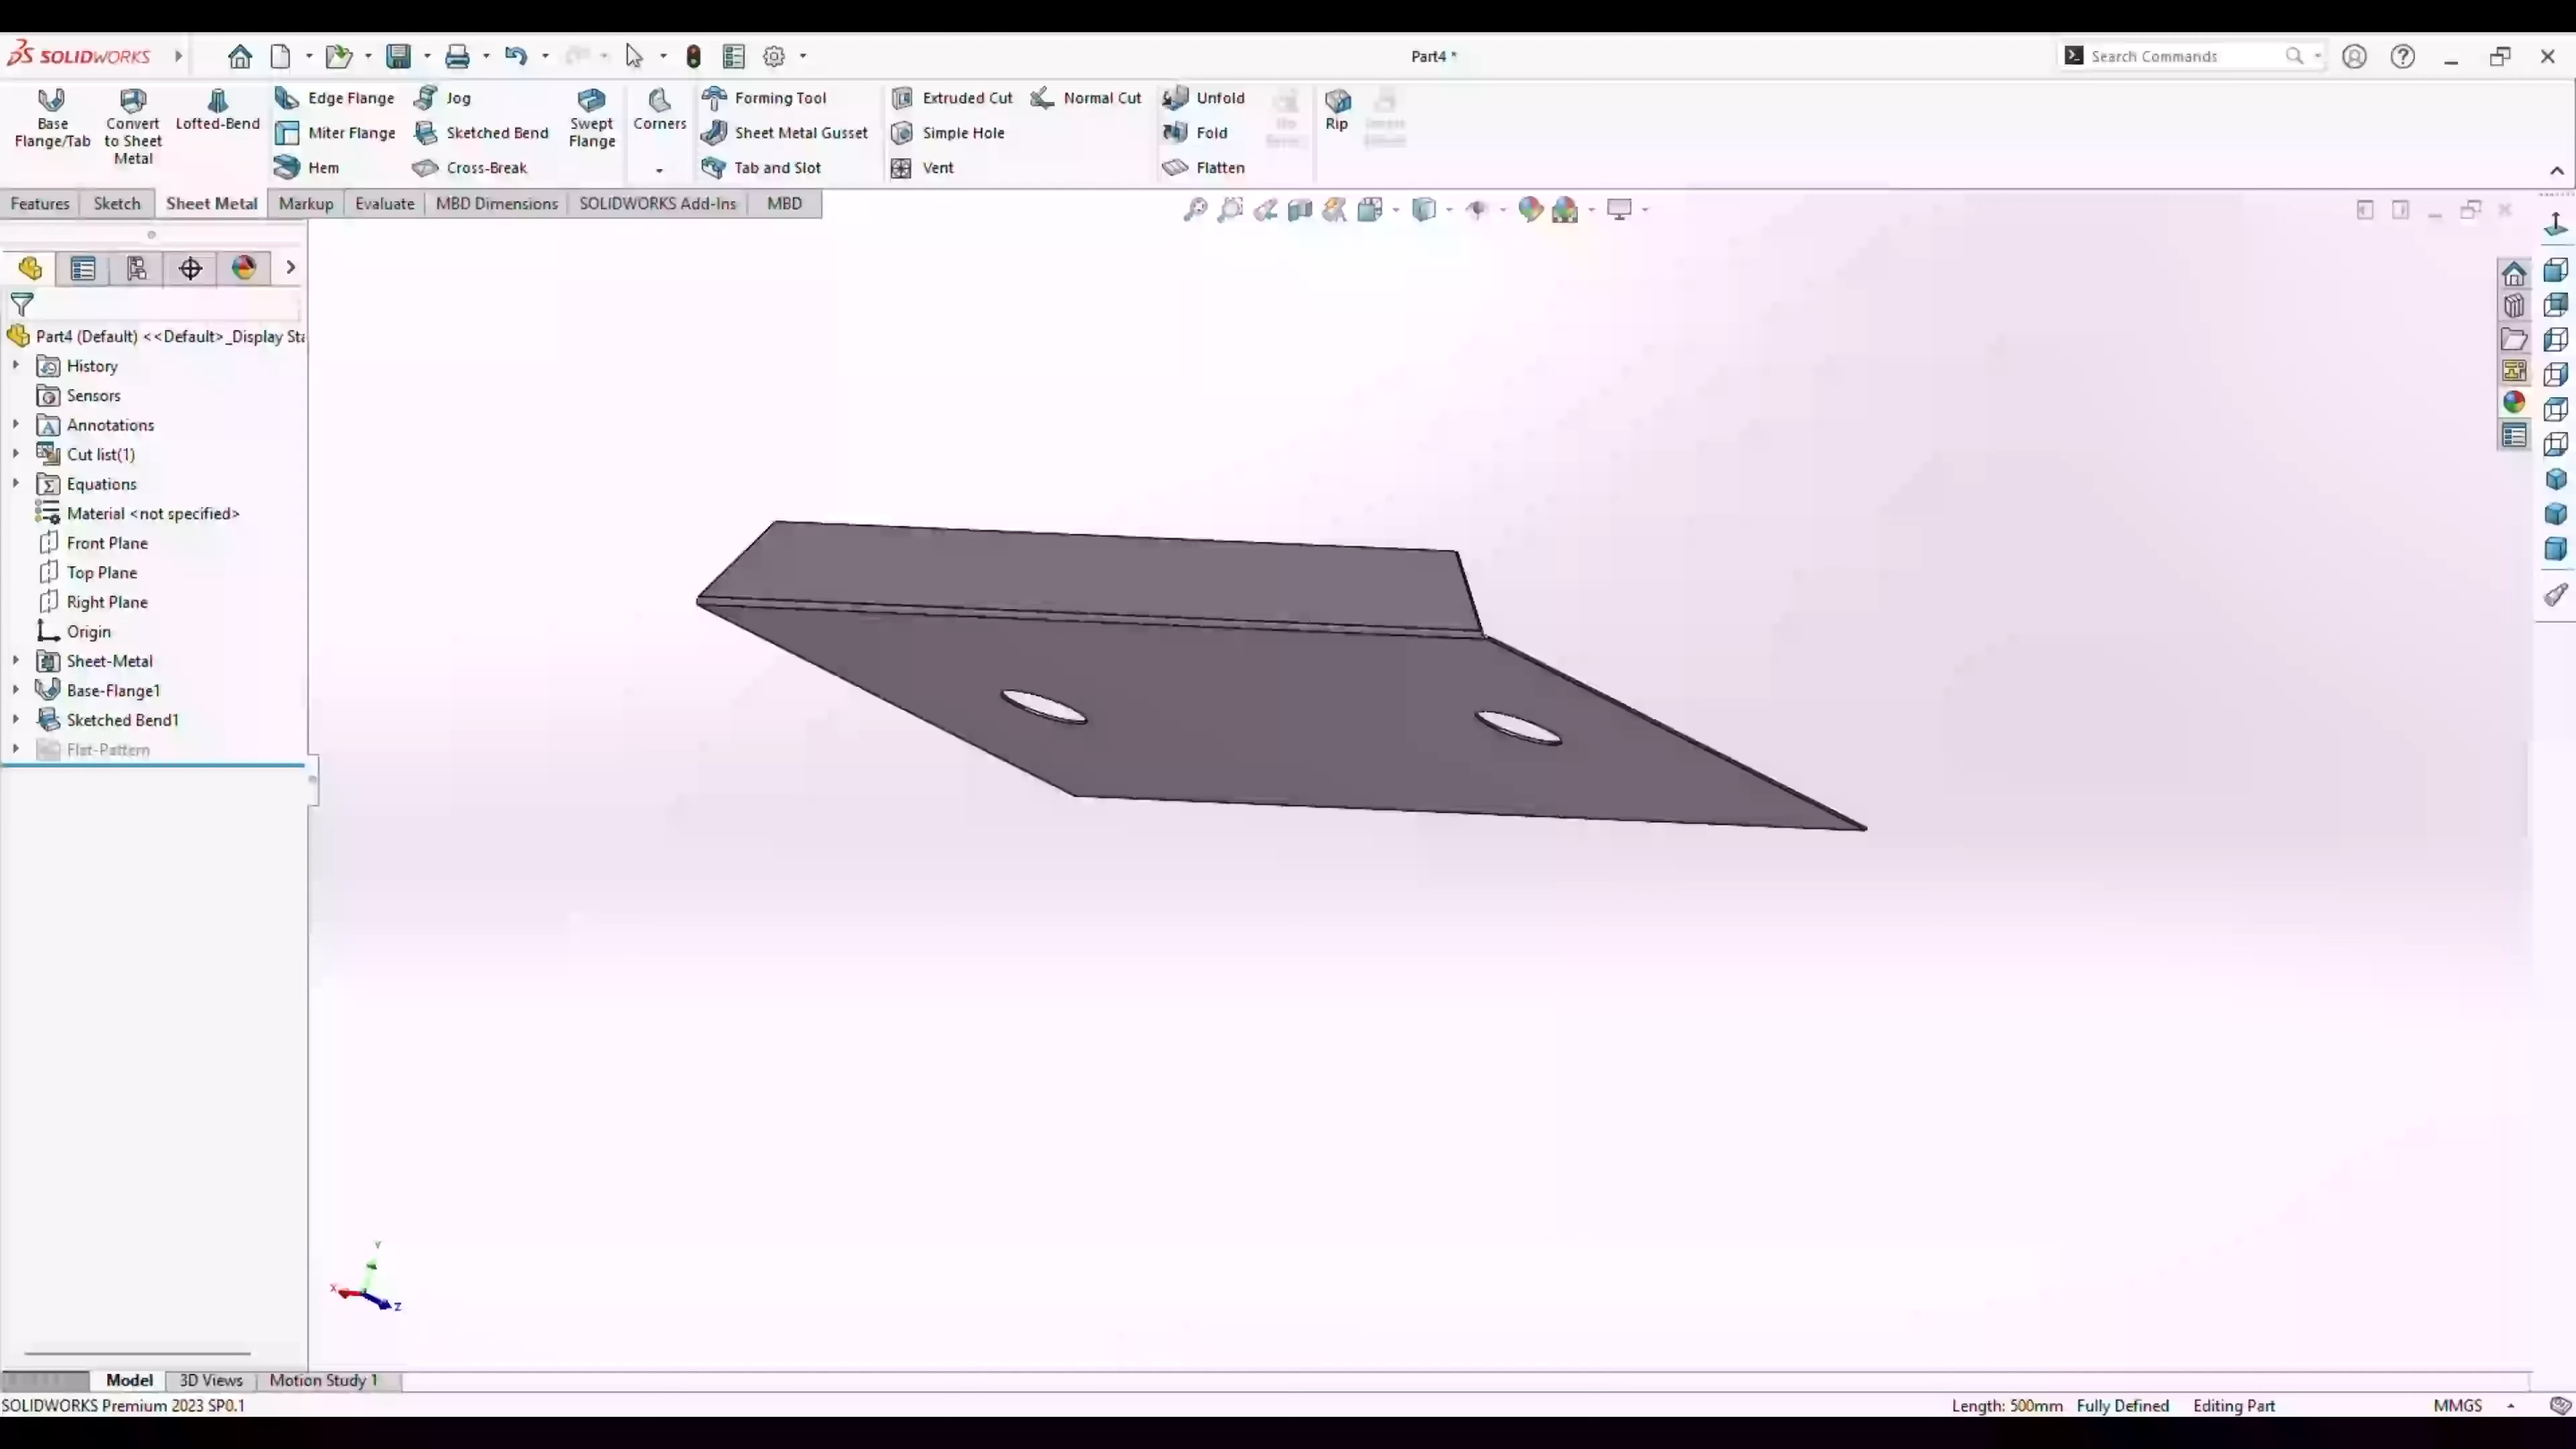 SOLIDWORKS
Part4 *
Search Commands
Base Flange/Tab
Convert to Sheet Metal
Lofted-Bend
Edge Flange
Miter Flange
Hem
Jog
Sketched Bend
Cross-Break
Swept Flange
Corners
Forming Tool
Sheet Metal Gusset
Tab and Slot
Extruded Cut
Simple Hole
Vent
Normal Cut
Unfold
Fold
Flatten
Rip
Features
Sketch
Sheet Metal
Markup
Evaluate
MBD Dimensions
SOLIDWORKS Add-Ins
MBD
Part4 (Default) <<Default>_Display Sta
History
Sensors
Annotations
Cut list(1)
Equations
Material <not specified>
Front Plane
Top Plane
Right Plane
Origin
Sheet-Metal
Base-Flange1
Sketched Bend1
Flat-Pattern
Y
X
Z
Model
3D Views
Motion Study 1
SOLIDWORKS Premium 2023 SP0.1
Length: 500mm
Fully Defined
Editing Part
MMGS